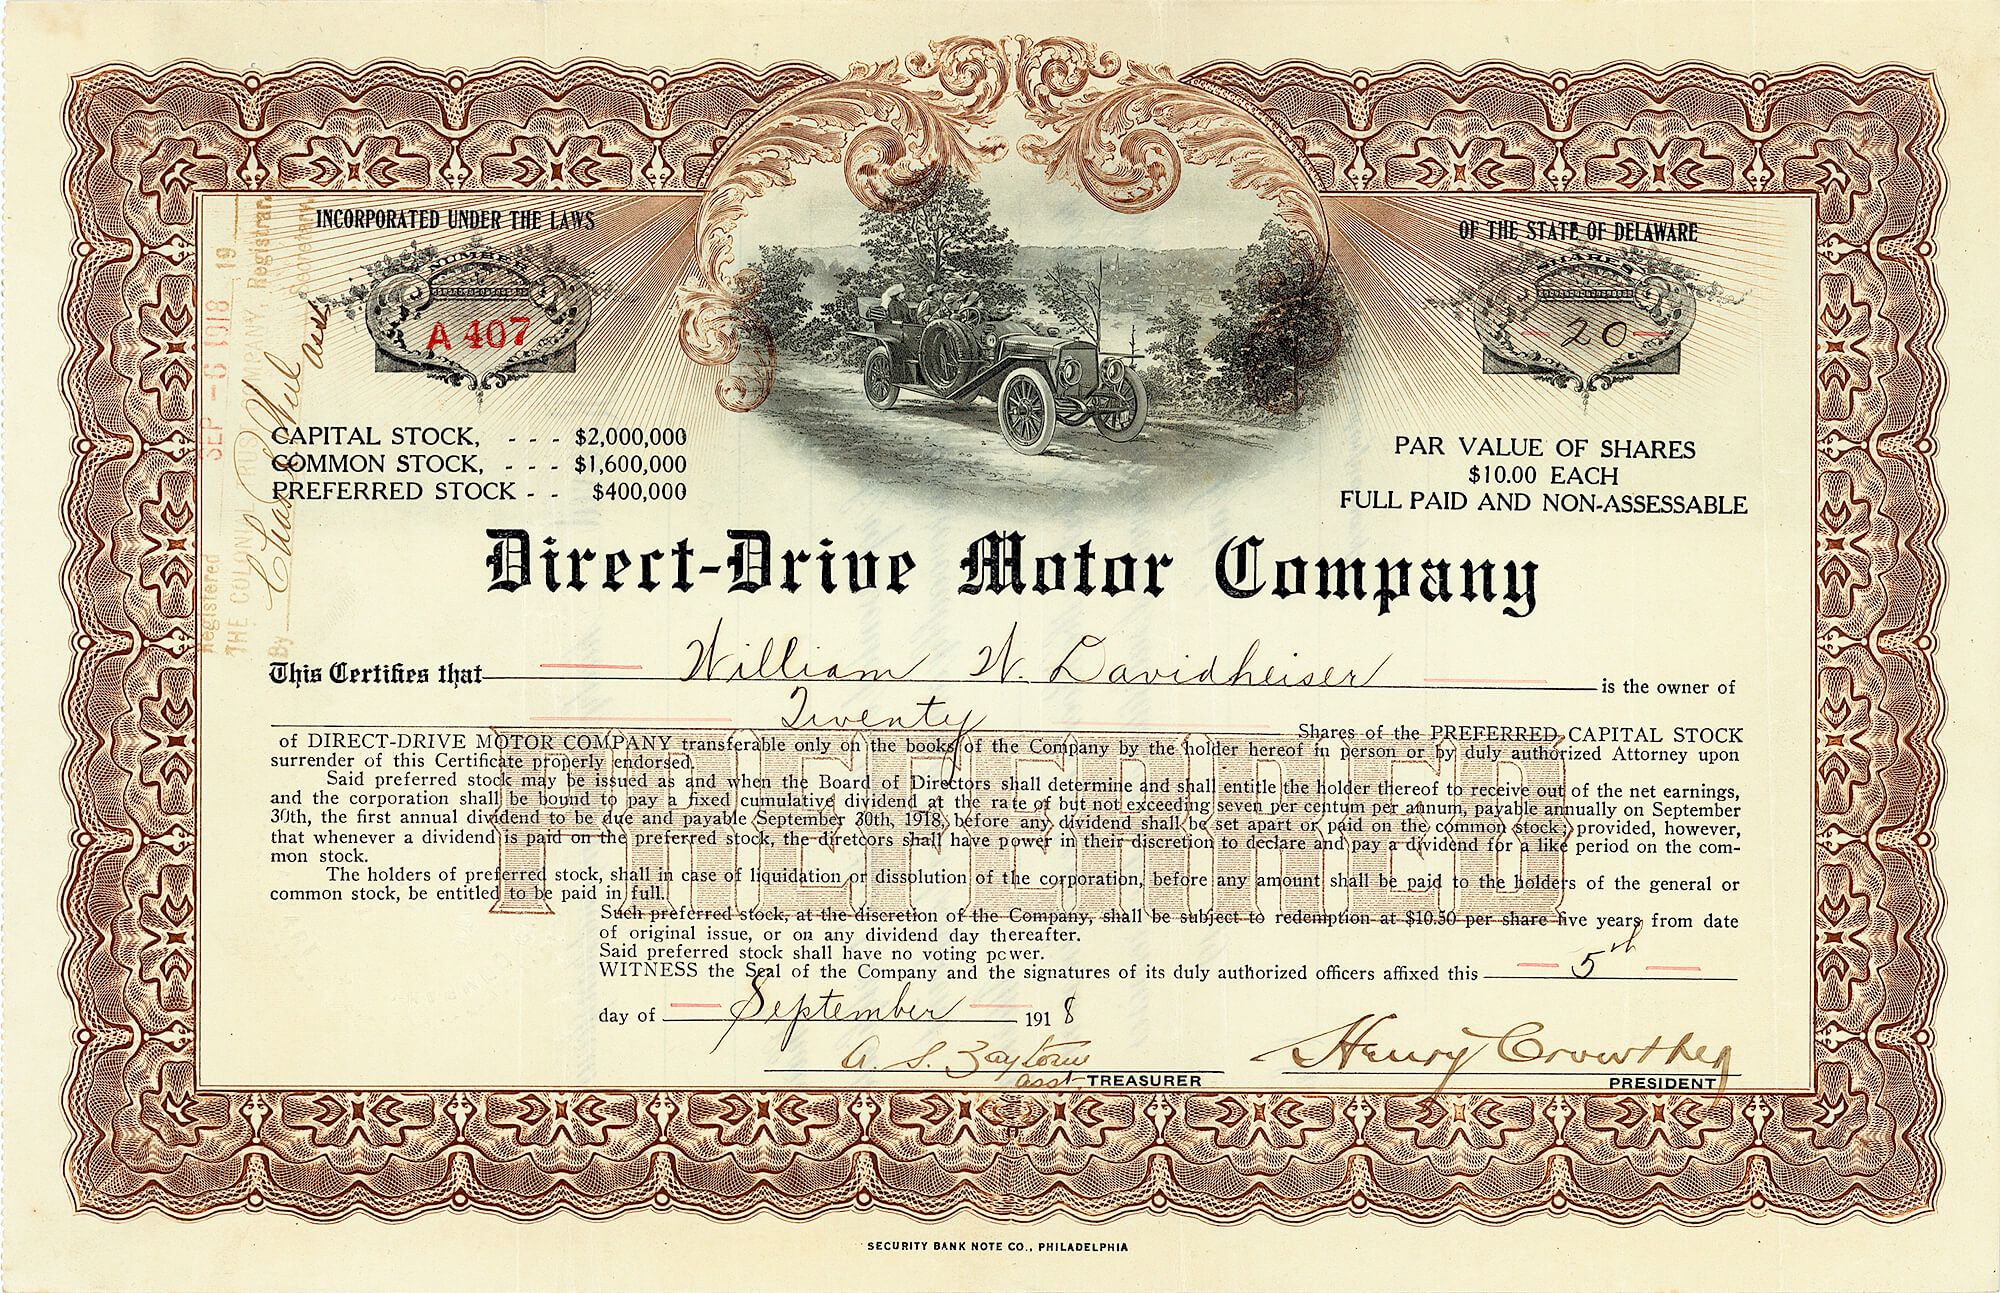 INCORPORATED UNDER THE LAWS
OF THE STATE OF DELAWARE
NUMBER
A 407
SHARES
20
CAPITAL STOCK, - - - $2,000,000
COMMON STOCK, - - - $1,600,000
PREFERRED STOCK - - $400,000
PAR VALUE OF SHARES
$10.00 EACH
FULL PAID AND NON-ASSESSABLE
Registered SEP -6 1918 19
THE COLONIAL TRUST COMPANY, Registrar.
By Chas asst Secretary.
Direct-Drive Motor Company
This Certifies that William W. Davidheiser is the owner of
Twenty Shares of the PREFERRED CAPITAL STOCK
of DIRECT-DRIVE MOTOR COMPANY transferable only on the books of the Company by the holder hereof in person or by duly authorized Attorney upon
surrender of this Certificate properly endorsed.
Said preferred stock may be issued as and when the Board of Directors shall determine and shall entitle the holder thereof to receive out of the net earnings,
and the corporation shall be bound to pay a fixed cumulative dividend at the rate of but not exceeding seven per centum per annum, payable annually on September
30th, the first annual dividend to be due and payable September 30th, 1918, before any dividend shall be set apart or paid on the common stock; provided, however,
that whenever a dividend is paid on the preferred stock, the diretcors shall have power in their discretion to declare and pay a dividend for a like period on the com-
mon stock.
The holders of preferred stock, shall in case of liquidation or dissolution of the corporation, before any amount shall be paid to the holders of the general or
common stock, be entitled to be paid in full.
PREFERRED
Such preferred stock, at the discretion of the Company, shall be subject to redemption at $10.50 per share five years from date
of original issue, or on any dividend day thereafter.
Said preferred stock shall have no voting power.
WITNESS the Seal of the Company and the signatures of its duly authorized officers affixed this 5th
day of September 1918
A. S. asst. TREASURER
Henry Crowther PRESIDENT
SECURITY BANK NOTE CO., PHILADELPHIA